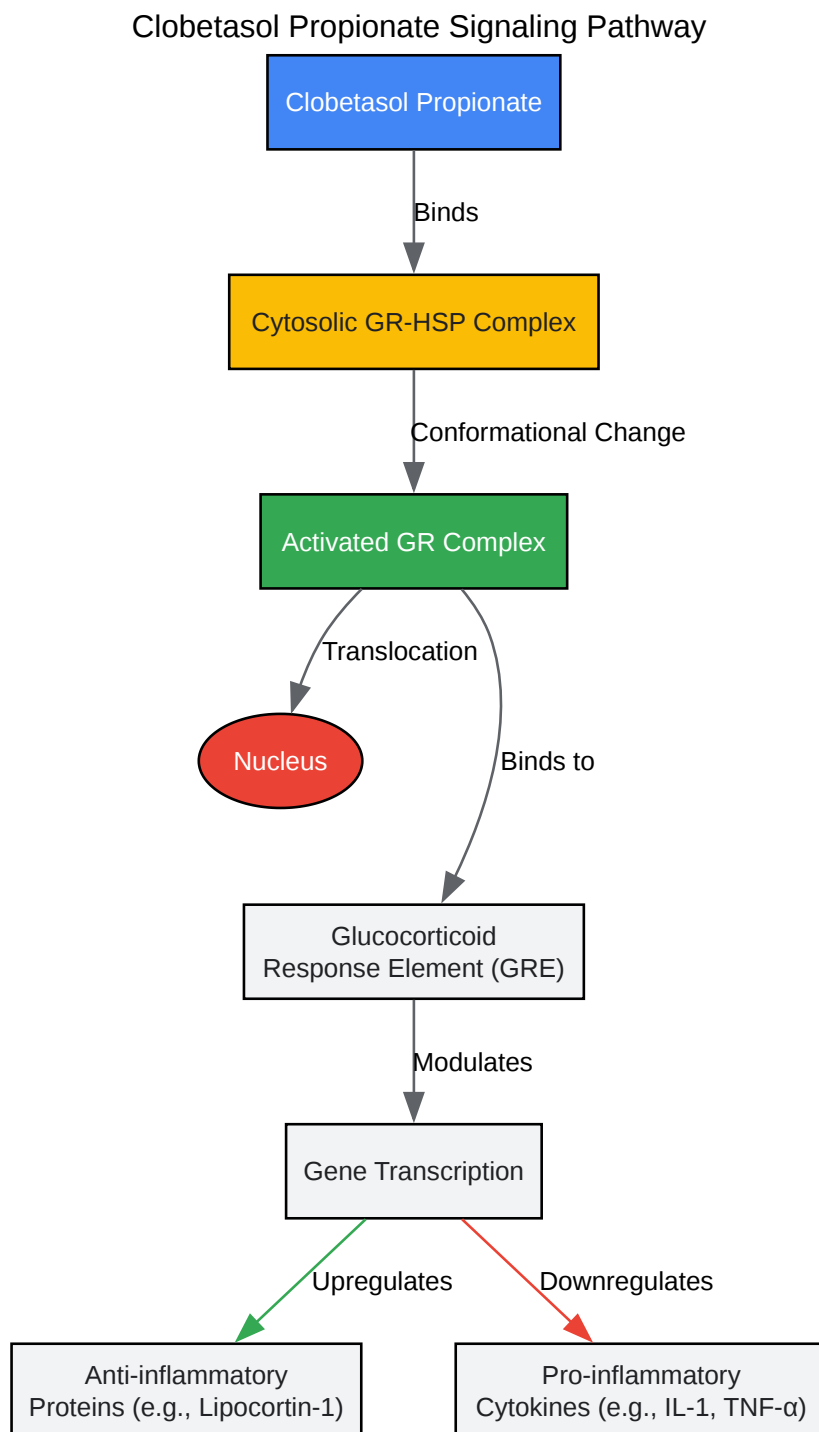 Clobetasol Propionate Signaling Pathway
Clobetasol Propionate
Binds
Cytosolic GR-HSP Complex
Conformational Change
Activated GR Complex
Translocation
Nucleus
Binds to
Glucocorticoid
Response Element (GRE)
Modulates
Gene Transcription
Upregulates
Downregulates
Anti-inflammatory
Proteins (e.g., Lipocortin-1)
Pro-inflammatory
Cytokines (e.g., IL-1, TNF-α)